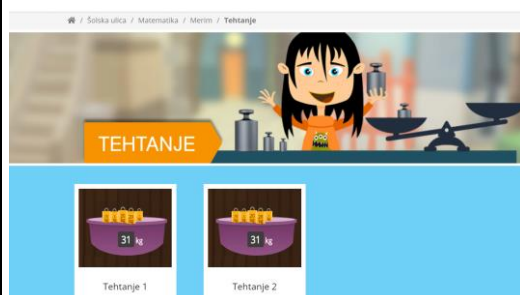 / Šolska ulica / Matematika / Merim / Tehtanje
TEHTANJE
31 kg
31 kg
Tehtanje 1
Tehtanje 2